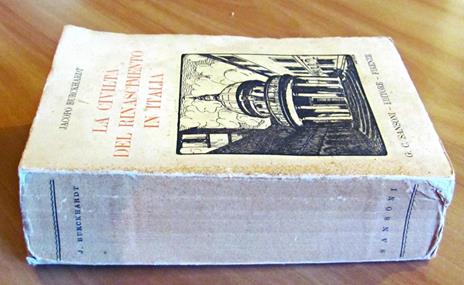 JACOPO BURCKHARDT
LA CIVILTÀ
DEL RINASCIMENTO
IN ITALIA
G. C. SANSONI - EDITORE - FIRENZE
J. BURCKHARDT
SANSONI